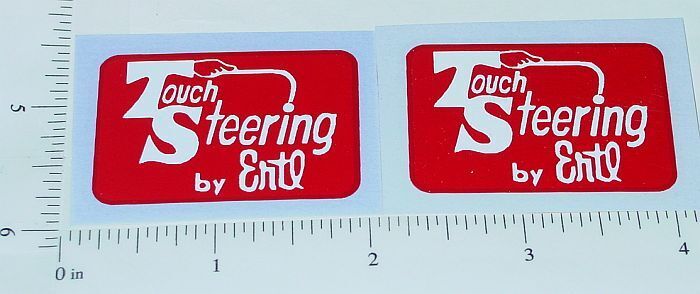 Touch
Steering
by Ertl
Touch
Steering
by Ertl
5
6
0 in
1
2
3
4